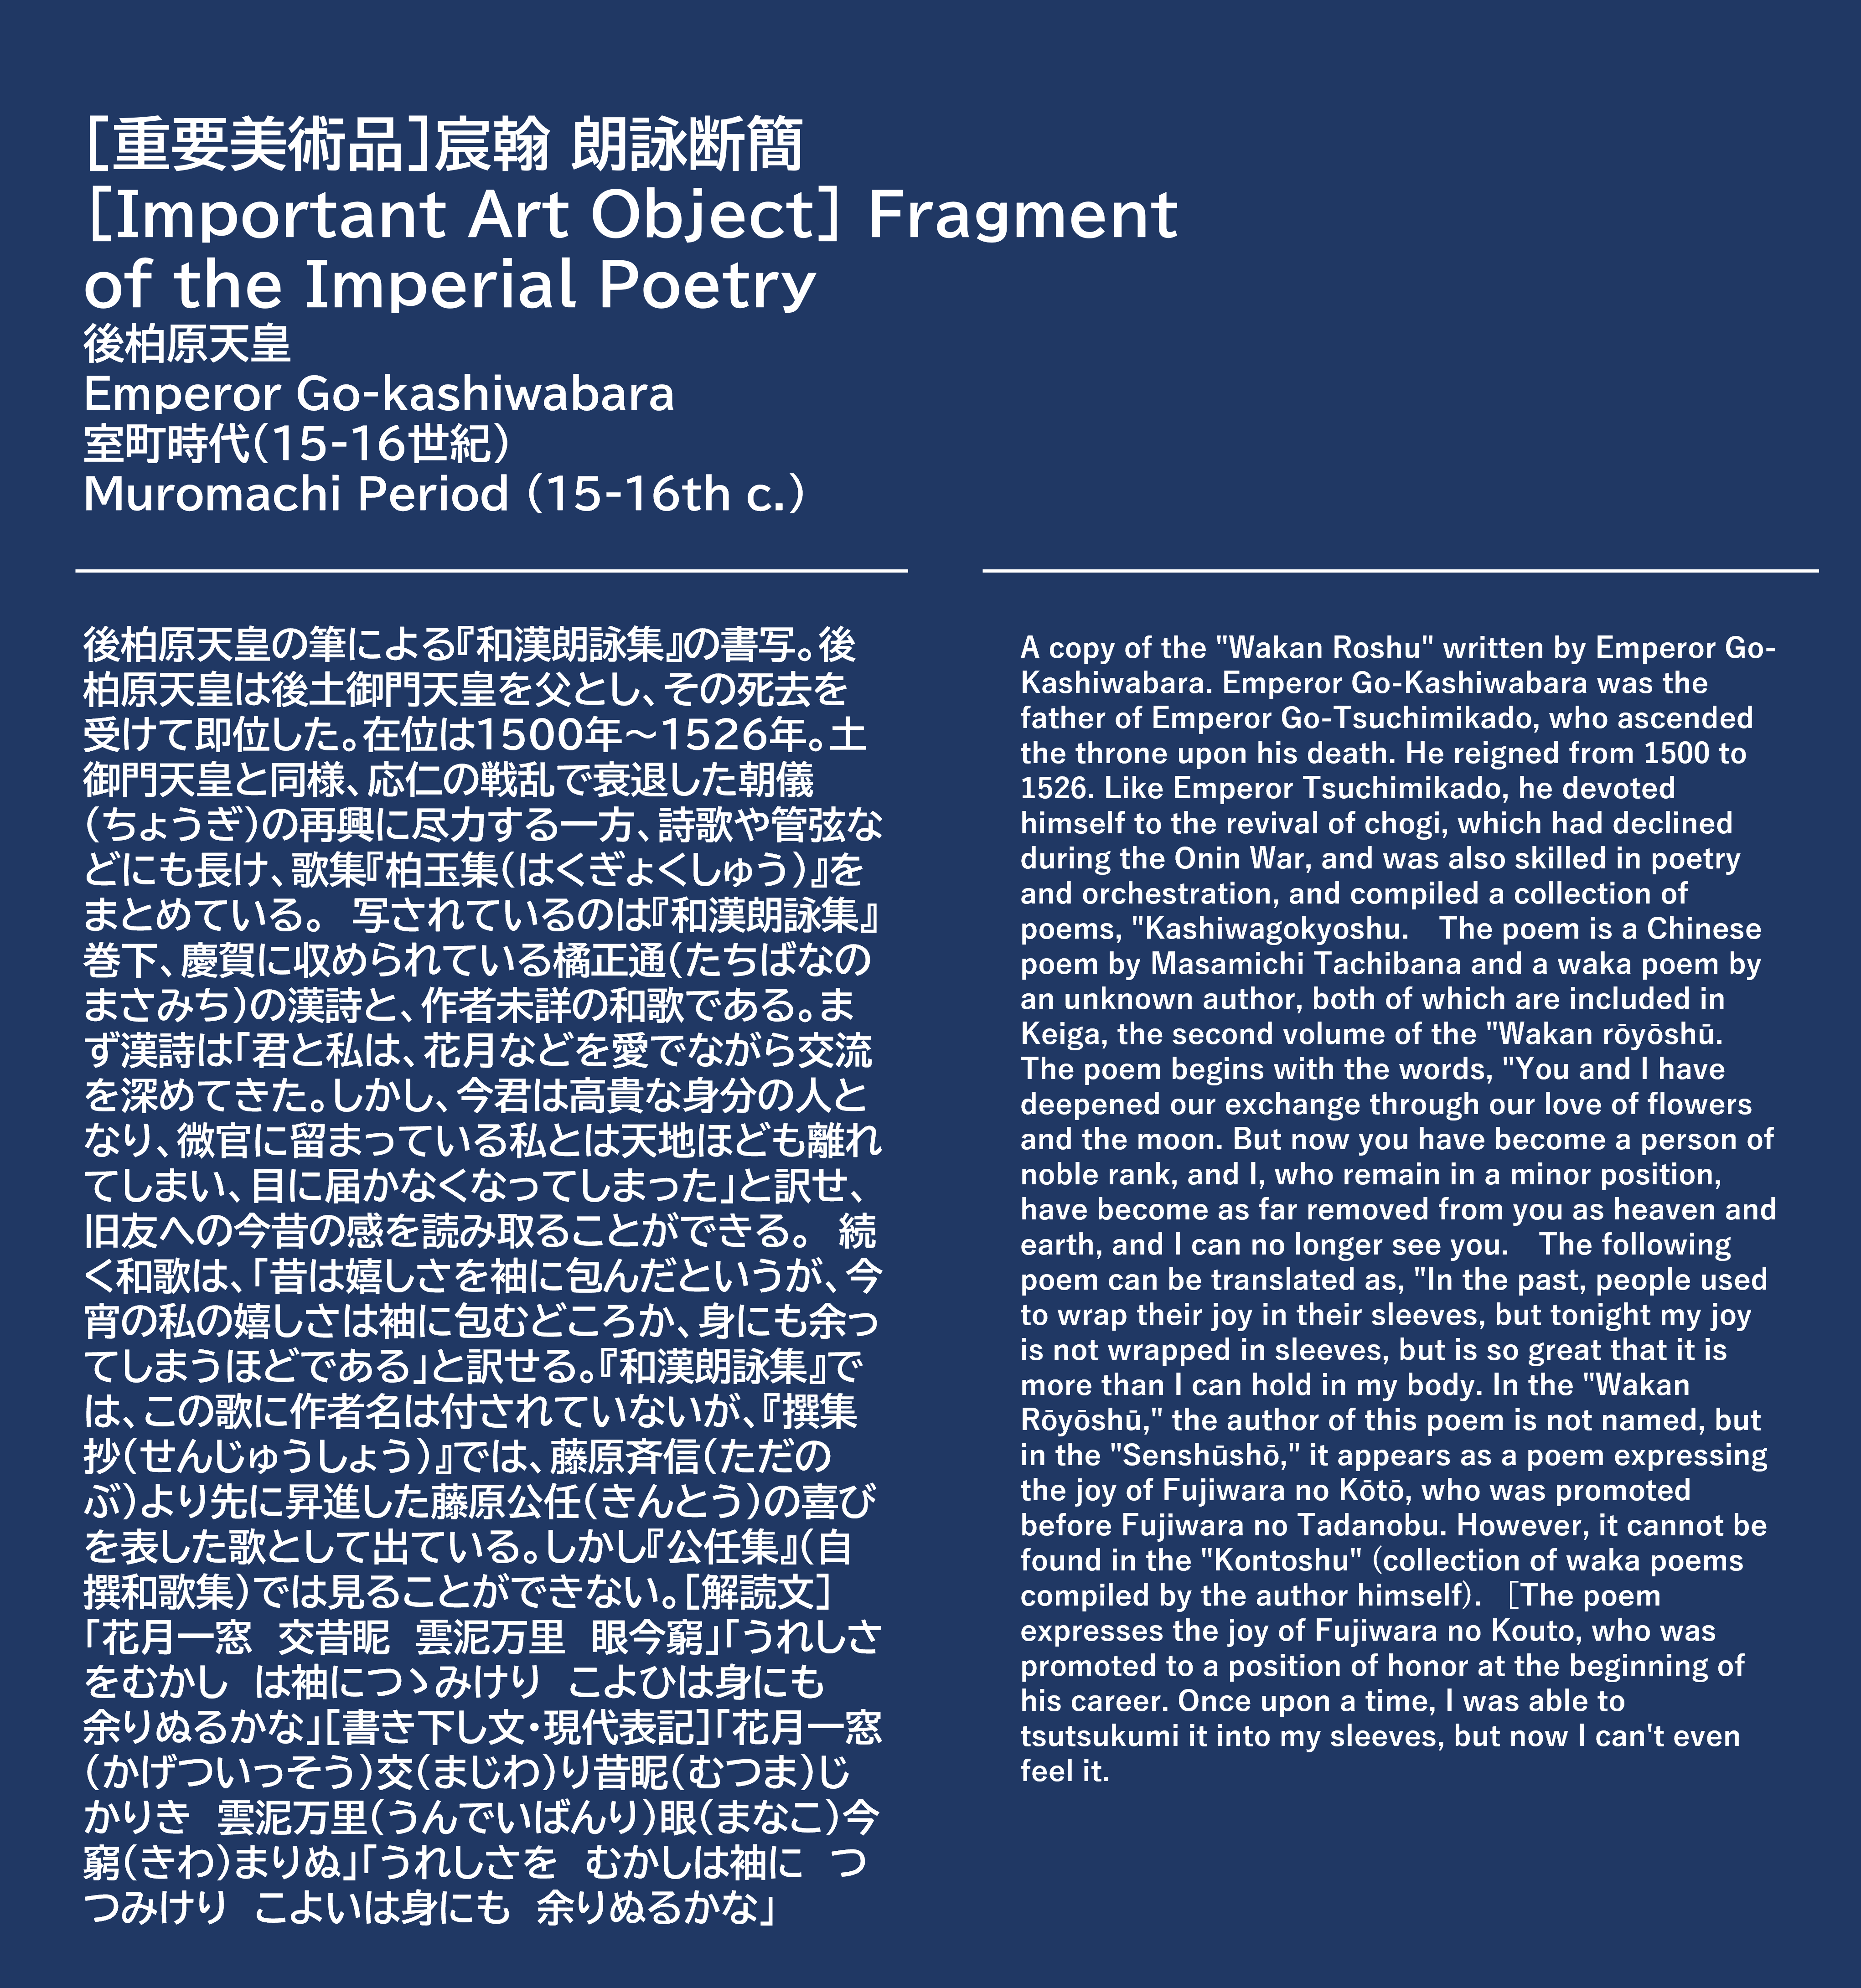 [重要美術品]宸翰 朗詠断簡
[Important Art Object] Fragment
of the Imperial Poetry
後柏原天皇
Emperor Go-kashiwabara
室町時代(15-16世紀)
Muromachi Period (15-16th c.)
後柏原天皇の筆による『和漢朗詠集』の書写。後
柏原天皇は後土御門天皇を父とし、その死去を
受けて即位した。在位は1500年～1526年。土
御門天皇と同様、応仁の戦乱で衰退した朝儀
(ちょうぎ)の再興に尽力する一方、詩歌や管弦な
どにも長け、歌集『柏玉集(はくぎょくしゅう)』を
まとめている。　写されているのは『和漢朗詠集』
巻下、慶賀に収められている橘正通(たちばなの
まさみち)の漢詩と、作者未詳の和歌である。ま
ず漢詩は「君と私は、花月などを愛でながら交流
を深めてきた。しかし、今君は高貴な身分の人と
なり、微官に留まっている私とは天地ほども離れ
てしまい、目に届かなくなってしまった」と訳せ、
旧友への今昔の感を読み取ることができる。　続
く和歌は、「昔は嬉しさを袖に包んだというが、今
宵の私の嬉しさは袖に包むどころか、身にも余っ
てしまうほどである」と訳せる。『和漢朗詠集』で
は、この歌に作者名は付されていないが、『撰集
抄(せんじゅうしょう)』では、藤原斉信(ただの
ぶ)より先に昇進した藤原公任(きんとう)の喜び
を表した歌として出ている。しかし『公任集』(自
撰和歌集)では見ることができない。[解読文]
「花月一窓　交昔昵　雲泥万里　眼今窮」「うれしさ
をむかし　は袖につゝみけり　こよひは身にも
余りぬるかな」[書き下し文・現代表記]「花月一窓
(かげついっそう)交(まじわ)り昔昵(むつま)じ
かりき　雲泥万里(うんでいばんり)眼(まなこ)今
窮(きわ)まりぬ」「うれしさを　むかしは袖に　つ
つみけり　こよいは身にも　余りぬるかな」
A copy of the "Wakan Roshu" written by Emperor Go-
Kashiwabara. Emperor Go-Kashiwabara was the
father of Emperor Go-Tsuchimikado, who ascended
the throne upon his death. He reigned from 1500 to
1526. Like Emperor Tsuchimikado, he devoted
himself to the revival of chogi, which had declined
during the Onin War, and was also skilled in poetry
and orchestration, and compiled a collection of
poems, "Kashiwagokyoshu.　The poem is a Chinese
poem by Masamichi Tachibana and a waka poem by
an unknown author, both of which are included in
Keiga, the second volume of the "Wakan rōyōshū.
The poem begins with the words, "You and I have
deepened our exchange through our love of flowers
and the moon. But now you have become a person of
noble rank, and I, who remain in a minor position,
have become as far removed from you as heaven and
earth, and I can no longer see you.　The following
poem can be translated as, "In the past, people used
to wrap their joy in their sleeves, but tonight my joy
is not wrapped in sleeves, but is so great that it is
more than I can hold in my body. In the "Wakan
Rōyōshū," the author of this poem is not named, but
in the "Senshūshō," it appears as a poem expressing
the joy of Fujiwara no Kōtō, who was promoted
before Fujiwara no Tadanobu. However, it cannot be
found in the "Kontoshu" (collection of waka poems
compiled by the author himself).　[The poem
expresses the joy of Fujiwara no Kouto, who was
promoted to a position of honor at the beginning of
his career. Once upon a time, I was able to
tsutsukumi it into my sleeves, but now I can't even
feel it.